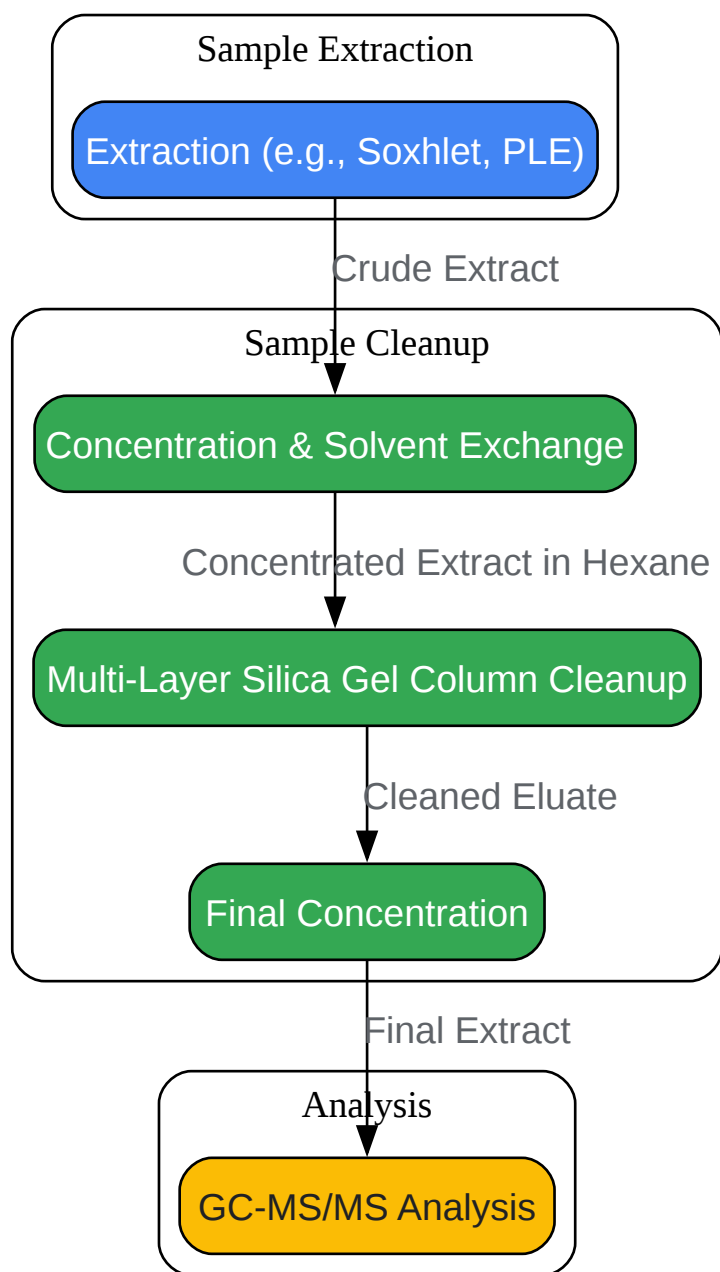 Sample Extraction
Extraction (e.g., Soxhlet, PLE)
Crude Extract
Sample Cleanup
Concentration & Solvent Exchange
Concentrated Extract in Hexane
Multi-Layer Silica Gel Column Cleanup
Cleaned Eluate
Final Concentration
Final Extract
Analysis
GC-MS/MS Analysis